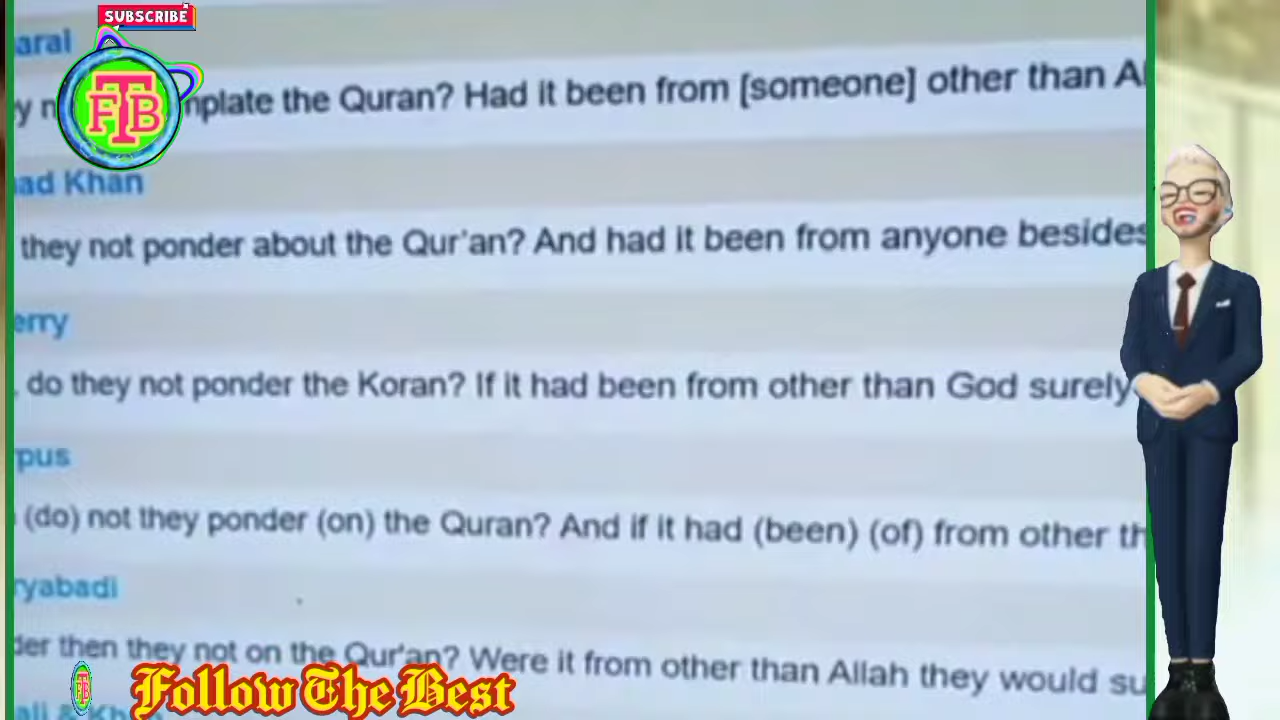 SUBSCRIBE
FTB
aral
the Quran? Had it been from [someone] other than
ad Khan
they not ponder about the Qur'an? And had it been from anyone besides
erry
do they not ponder the Koran? If it had been from other than God surely
pus
(do) not they ponder (on) the Quran? And if it had (been) (of) from other th
ryabadi
der then they not on the Qur'an? Were it from other than Allah they would su
Follow The Best